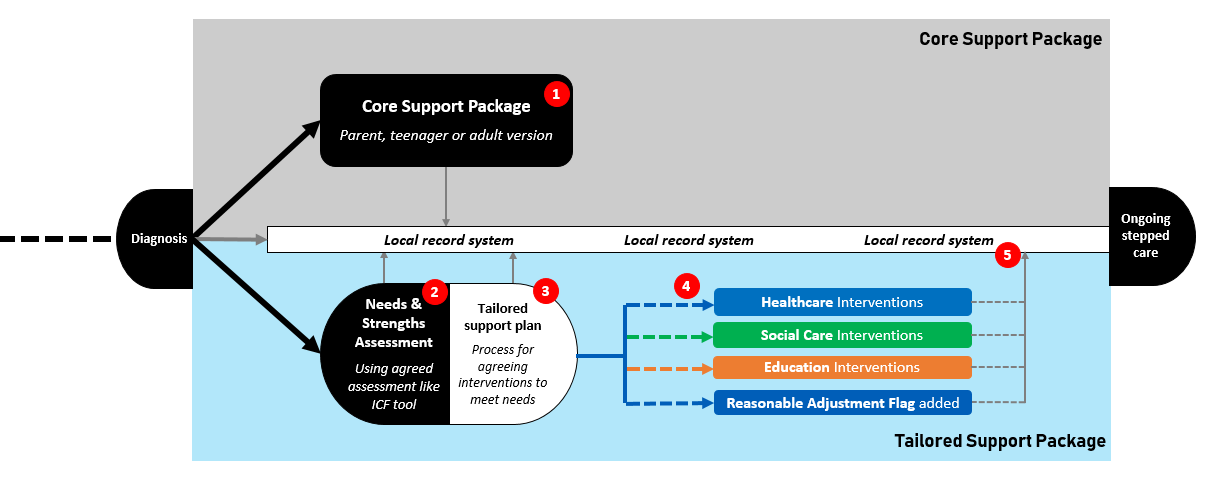 Core Support Package
1
Core Support Package
Parent, teenager or adult version
Diagnosis
Local record system
Local record system
Local record system
Ongoing
stepped
care
5
2
Needs &
Strengths
Assessment
Using agreed
assessment like
ICF tool
3
Tailored
support plan
Process for
agreeing
interventions to
meet needs
4
Healthcare Interventions
Social Care Interventions
Education Interventions
Reasonable Adjustment Flag added
Tailored Support Package